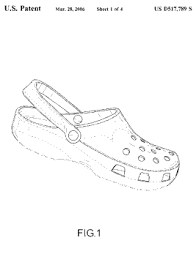 U.S. Patent Mar. 28, 2006 Sheet 1 of 4 US D517,789 S
FIG.1